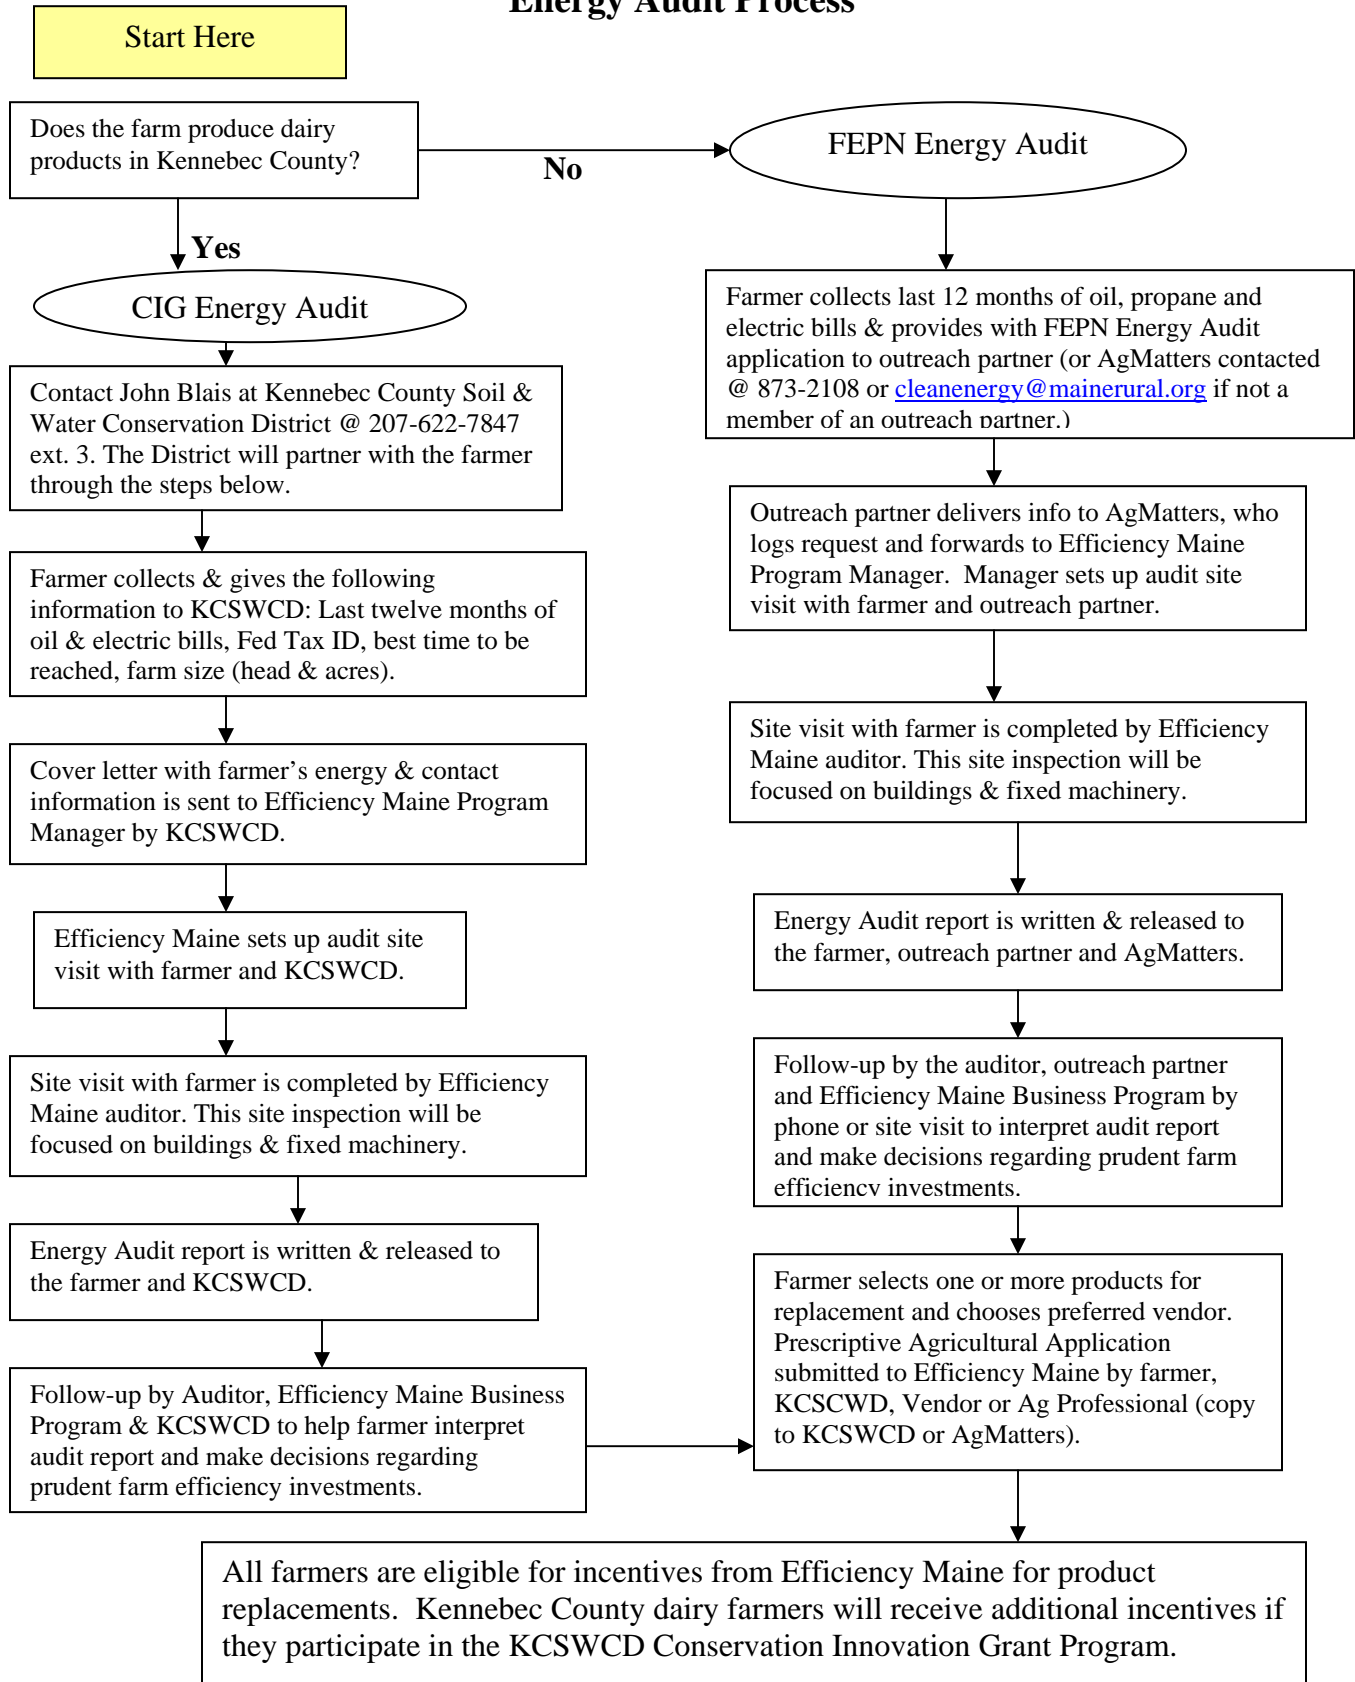 Energy Audit Process
Start Here
Does the farm produce dairy
products in Kennebec County?
No
FEPN Energy Audit
Yes
CIG Energy Audit
Contact John Blais at Kennebec County Soil &
Water Conservation District @ 207-622-7847
ext. 3. The District will partner with the farmer
through the steps below.
Farmer collects & gives the following
information to KCSWCD: Last twelve months of
oil & electric bills, Fed Tax ID, best time to be
reached, farm size (head & acres).
Cover letter with farmer’s energy & contact
information is sent to Efficiency Maine Program
Manager by KCSWCD.
Efficiency Maine sets up audit site
visit with farmer and KCSWCD.
Site visit with farmer is completed by Efficiency
Maine auditor. This site inspection will be
focused on buildings & fixed machinery.
Energy Audit report is written & released to
the farmer and KCSWCD.
Follow-up by Auditor, Efficiency Maine Business
Program & KCSWCD to help farmer interpret
audit report and make decisions regarding
prudent farm efficiency investments.
Farmer collects last 12 months of oil, propane and
electric bills & provides with FEPN Energy Audit
application to outreach partner (or AgMatters contacted
@ 873-2108 or cleanenergy@mainerural.org if not a
member of an outreach partner.)
Outreach partner delivers info to AgMatters, who
logs request and forwards to Efficiency Maine
Program Manager.  Manager sets up audit site
visit with farmer and outreach partner.
Site visit with farmer is completed by Efficiency
Maine auditor. This site inspection will be
focused on buildings & fixed machinery.
Energy Audit report is written & released to
the farmer, outreach partner and AgMatters.
Follow-up by the auditor, outreach partner
and Efficiency Maine Business Program by
phone or site visit to interpret audit report
and make decisions regarding prudent farm
efficiency investments.
Farmer selects one or more products for
replacement and chooses preferred vendor.
Prescriptive Agricultural Application
submitted to Efficiency Maine by farmer,
KCSCWD, Vendor or Ag Professional (copy
to KCSWCD or AgMatters).
All farmers are eligible for incentives from Efficiency Maine for product
replacements.  Kennebec County dairy farmers will receive additional incentives if
they participate in the KCSWCD Conservation Innovation Grant Program.